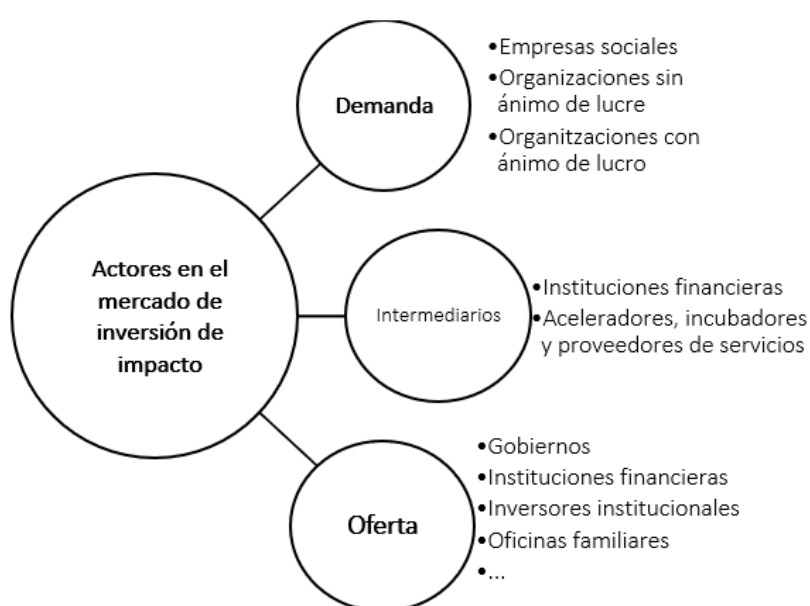 Actores en el
mercado de
inversión de
impacto
Demanda
•Empresas sociales
•Organizaciones sin
ánimo de lucre
•Organitzaciones con
ánimo de lucro
Intermediarios
•Instituciones financieras
•Aceleradores, incubadores
y proveedores de servicios
Oferta
•Gobiernos
•Instituciones financieras
•Inversores institucionales
•Oficinas familiares
•...